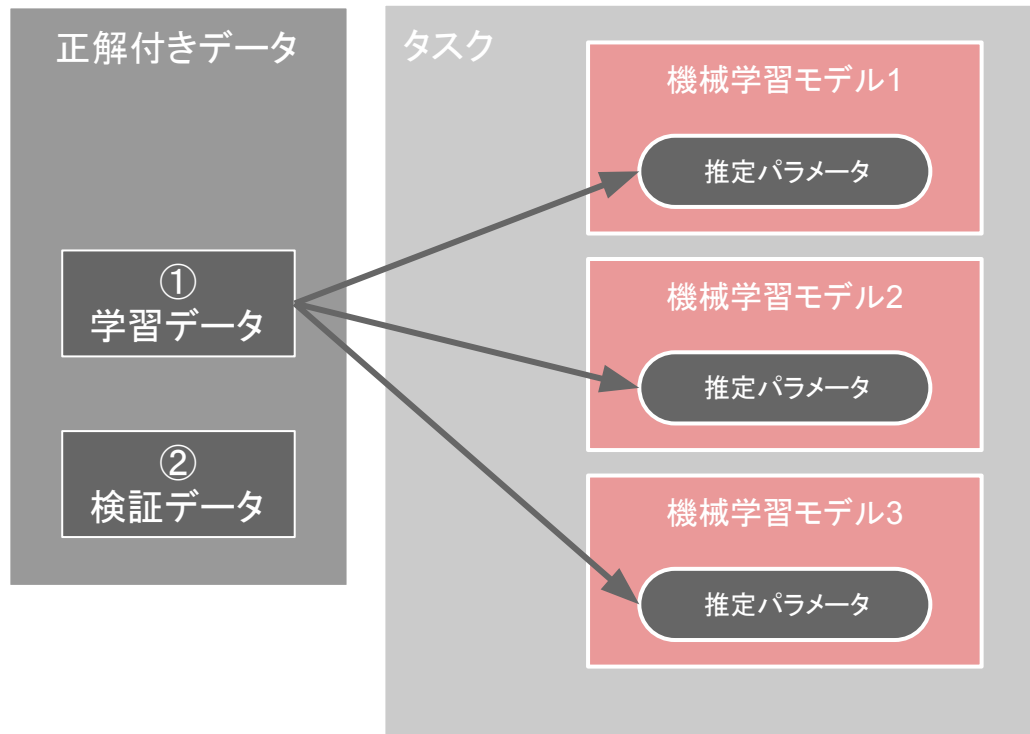 正解付きデータ
①
学習データ
②
検証データ
タスク
機械学習モデル1
推定パラメータ
機械学習モデル2
推定パラメータ
機械学習モデル3
推定パラメータ